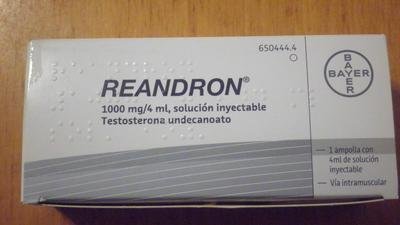 650444.4
REANDRON®
1000 mg/4 ml, solución inyectable
Testosterona undecanoato
BAYER
BAYER
1 ampolla con
4ml de solución
inyectable
Vía intramuscular